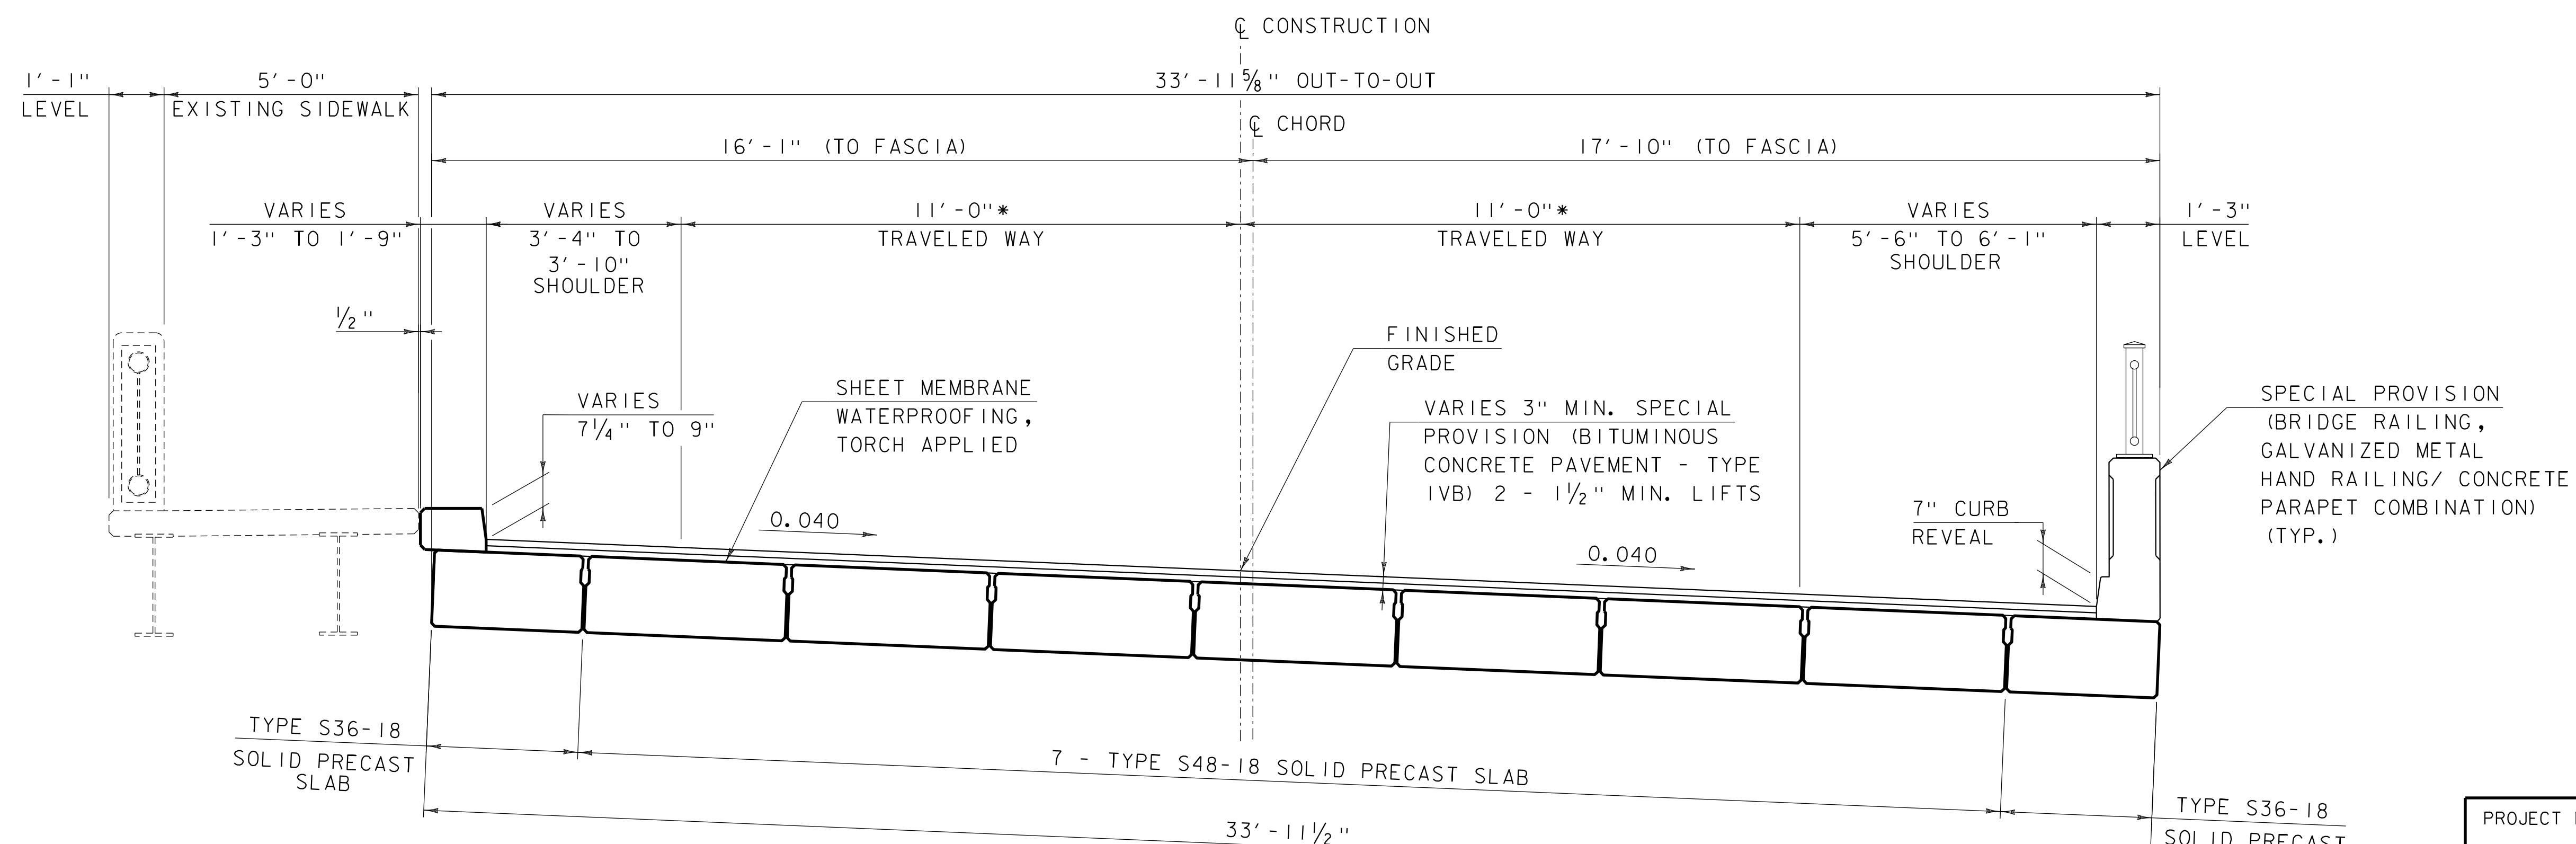 ℄ CONSTRUCTION
1'-1"
LEVEL
5'-0"
EXISTING SIDEWALK
33'-11⅝" OUT-TO-OUT
℄ CHORD
16'-1" (TO FASCIA)
17'-10" (TO FASCIA)
VARIES
1'-3" TO 1'-9"
VARIES
3'-4" TO
3'-10"
SHOULDER
11'-0"*
TRAVELED WAY
11'-0"*
TRAVELED WAY
VARIES
5'-6" TO 6'-1"
SHOULDER
1'-3"
LEVEL
½"
VARIES
7¼" TO 9"
SHEET MEMBRANE
WATERPROOFING,
TORCH APPLIED
FINISHED
GRADE
VARIES 3" MIN. SPECIAL
PROVISION (BITUMINOUS
CONCRETE PAVEMENT - TYPE
IVB) 2 - 1½" MIN. LIFTS
7" CURB
REVEAL
SPECIAL PROVISION
(BRIDGE RAILING,
GALVANIZED METAL
HAND RAILING/ CONCRETE
PARAPET COMBINATION)
(TYP.)
0.040
0.040
TYPE S36-18
SOLID PRECAST
SLAB
7 - TYPE S48-18 SOLID PRECAST SLAB
33'-11½"
TYPE S36-18
SOLID PRECAST
PROJECT